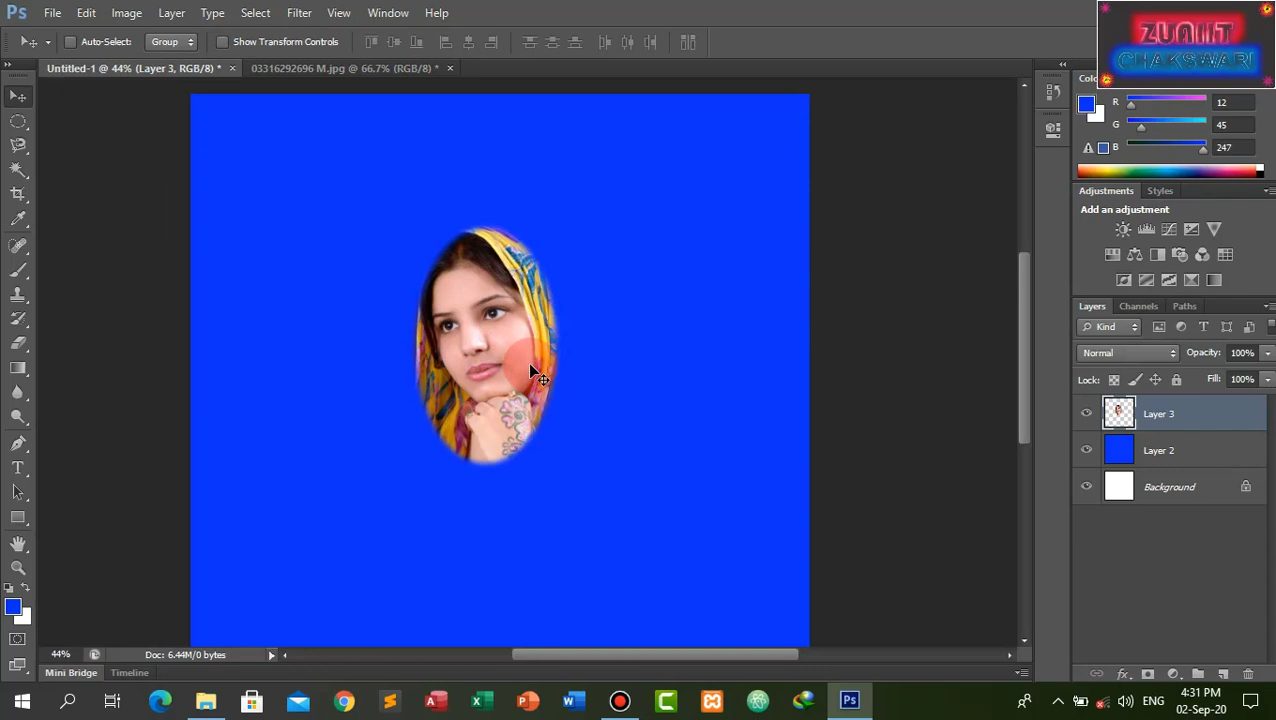 Ps File Edit Image Layer Type Select Filter 3D View Window Help
Auto-Select: Group Show Transform Controls
ZUNIIT
CHAKSWARI
Untitled-1 @ 44% (Layer 3, RGB/8) * × 03316292696 M.jpg @ 66.7% (RGB/8) * ×
R 12
G 45
B 247
Adjustments Styles
Add an adjustment
Layers Channels Paths
Kind
Normal Opacity: 100%
Lock: Fill: 100%
Layer 3
Layer 2
Background
44% Doc: 6.44M/0 bytes
Mini Bridge Timeline
ENG 4:31 PM
02-Sep-20